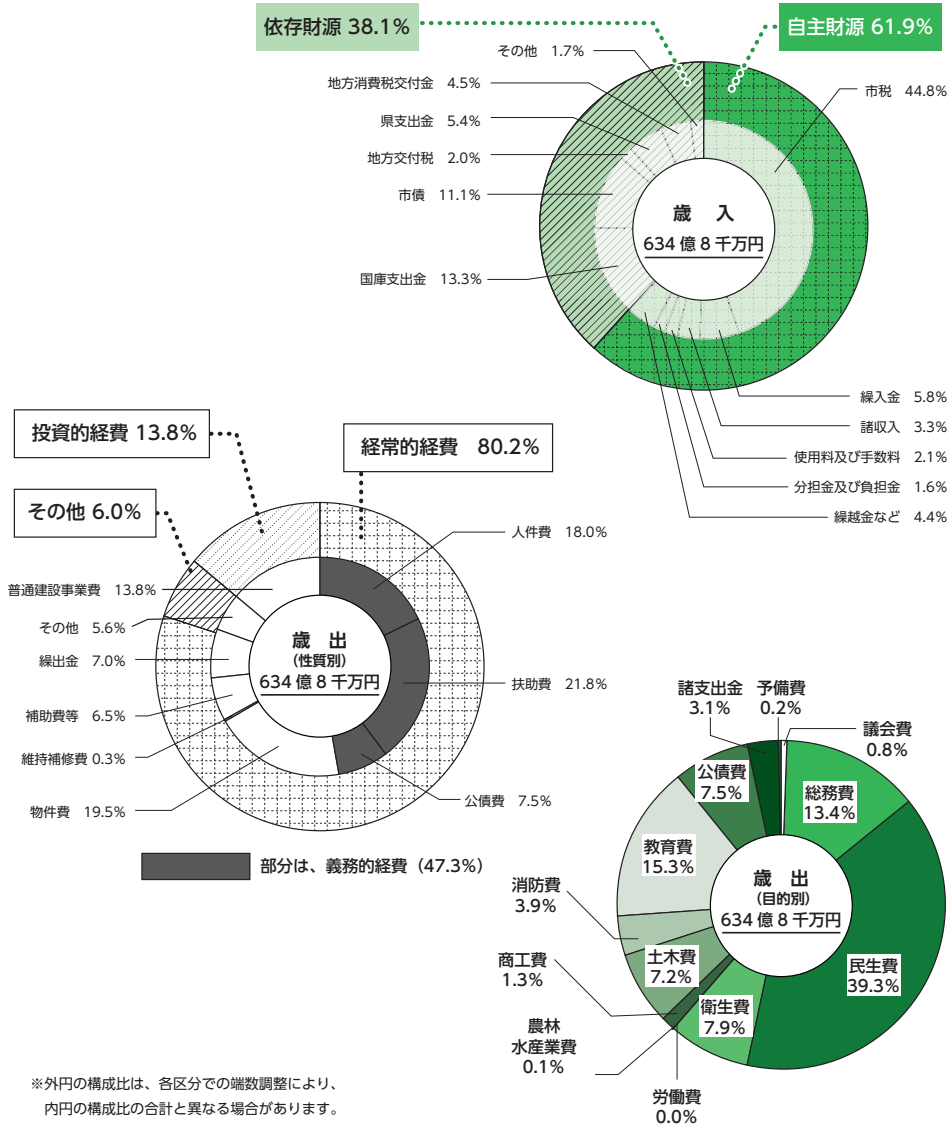 依存財源 38.1%
自主財源 61.9%
その他 1.7%
地方消費税交付金 4.5%
県支出金 5.4%
地方交付税 2.0%
市債 11.1%
国庫支出金 13.3%
市税 44.8%
歳 入
634億8千万円
繰入金 5.8%
諸収入 3.3%
使用料及び手数料 2.1%
分担金及び負担金 1.6%
繰越金など 4.4%
投資的経費 13.8%
経常的経費 80.2%
その他 6.0%
人件費 18.0%
普通建設事業費 13.8%
その他 5.6%
繰出金 7.0%
補助費等 6.5%
維持補修費 0.3%
物件費 19.5%
歳 出
(性質別)
634億8千万円
扶助費 21.8%
公債費 7.5%
部分は、義務的経費（47.3%）
諸支出金
3.1%
予備費
0.2%
議会費
0.8%
公債費
7.5%
総務費
13.4%
教育費
15.3%
消防費
3.9%
歳 出
(目的別)
634億8千万円
民生費
39.3%
商工費
1.3%
土木費
7.2%
衛生費
7.9%
農林
水産業費
0.1%
労働費
0.0%
※外円の構成比は、各区分での端数調整により、
内円の構成比の合計と異なる場合があります。